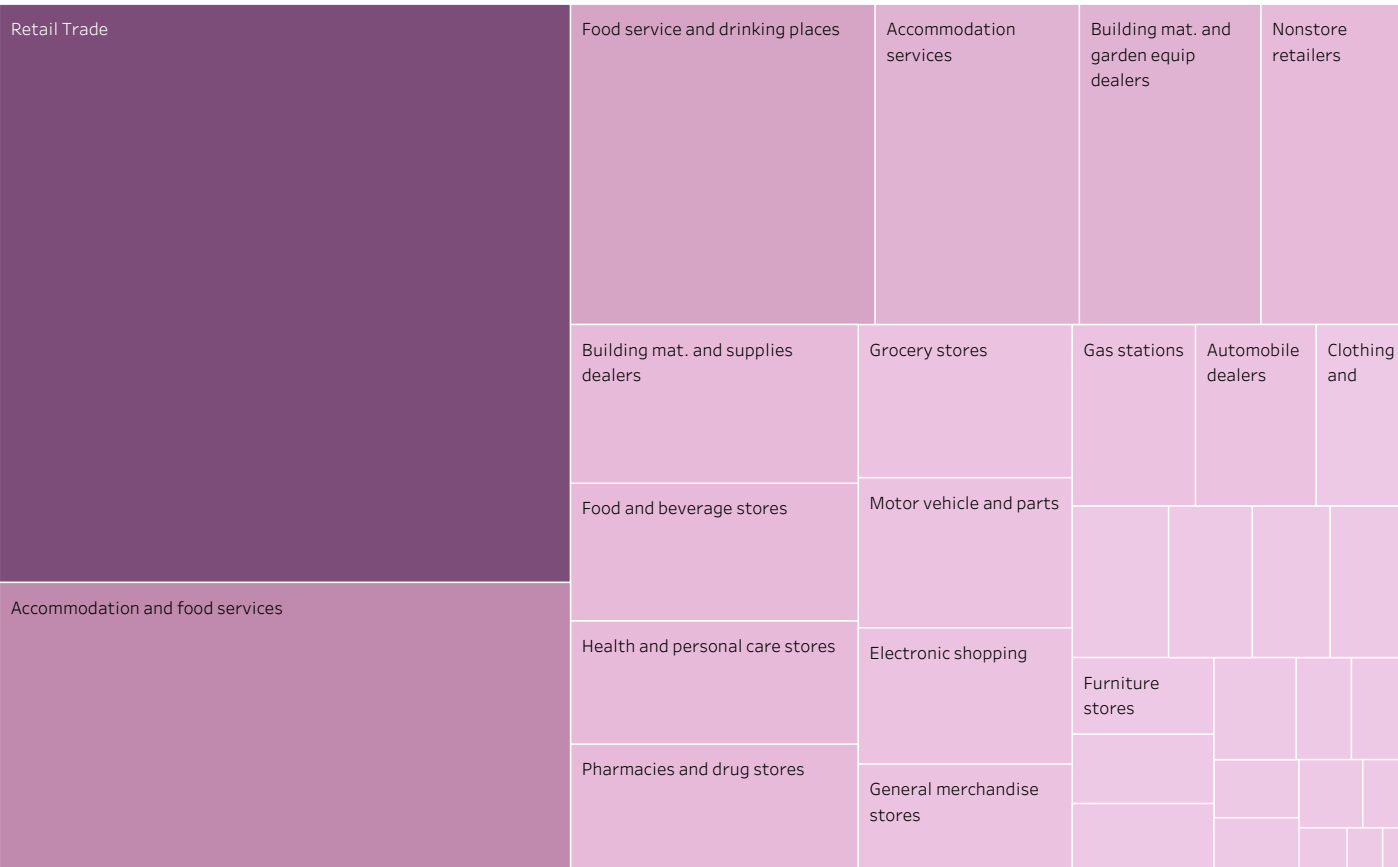 Retail Trade
Accommodation and food services
Food service and drinking places
Accommodation
services
Building mat. and
garden equip
dealers
Nonstore
retailers
Building mat. and supplies
dealers
Food and beverage stores
Health and personal care stores
Pharmacies and drug stores
Grocery stores
Motor vehicle and parts
Electronic shopping
General merchandise
stores
Gas stations
Automobile
dealers
Clothing
and
Furniture
stores